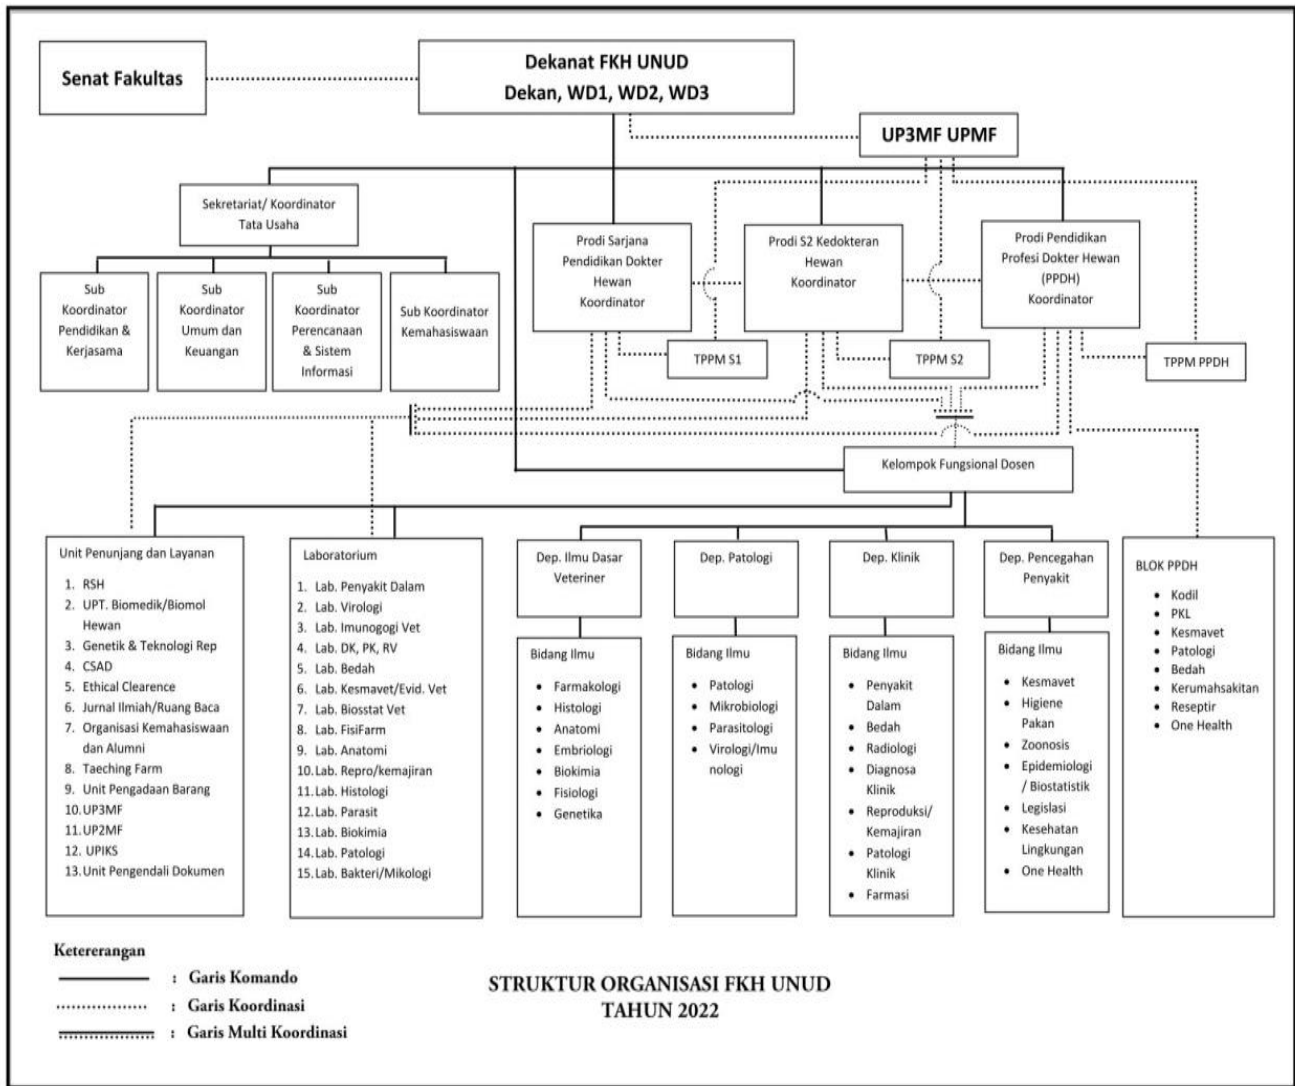 Senat Fakultas
Dekanat FKH UNUD
Dekan, WD1, WD2, WD3
UP3MF UPMF
Sekretariat/ Koordinator
Tata Usaha
Prodi Sarjana
Pendidikan Dokter
Hewan
Koordinator
Prodi S2 Kedokteran
Hewan
Koordinator
Prodi Pendidikan
Profesi Dokter Hewan
(PPDH)
Koordinator
Sub
Koordinator
Pendidikan &
Kerjasama
Sub
Koordinator
Umum dan
Keuangan
Sub
Koordinator
Perencanaan
& Sistem
Informasi
Sub Koordinator
Kemahasiswaan
TPPM S1
TPPM S2
TPPM PPDH
Kelompok Fungsional Dosen
Unit Penunjang dan Layanan
1. RSH
2. UPT. Biomedik/Biomol
Hewan
3. Genetik & Teknologi Rep
4. CSAD
5. Ethical Clearence
6. Jurnal Ilmiah/Ruang Baca
7. Organisasi Kemahasiswaan
dan Alumni
8. Taeching Farm
9. Unit Pengadaan Barang
10. UP3MF
11. UP2MF
12. UPIKS
13. Unit Pengendali Dokumen
Laboratorium
1. Lab. Penyakit Dalam
2. Lab. Virologi
3. Lab. Imunogogi Vet
4. Lab. DK, PK, RV
5. Lab. Bedah
6. Lab. Kesmavet/Evid. Vet
7. Lab. Biosstat Vet
8. Lab. FisiFarm
9. Lab. Anatomi
10. Lab. Repro/kemajiran
11. Lab. Histologi
12. Lab. Parasit
13. Lab. Biokimia
14. Lab. Patologi
15. Lab. Bakteri/Mikologi
Dep. Ilmu Dasar
Veteriner
Bidang Ilmu
• Farmakologi
• Histologi
• Anatomi
• Embriologi
• Biokimia
• Fisiologi
• Genetika
Dep. Patologi
Bidang Ilmu
• Patologi
• Mikrobiologi
• Parasitologi
• Virologi/Imu
nologi
Dep. Klinik
Bidang Ilmu
• Penyakit
Dalam
• Bedah
• Radiologi
• Diagnosa
Klinik
• Reproduksi/
Kemajiran
• Patologi
Klinik
• Farmasi
Dep. Pencegahan
Penyakit
Bidang Ilmu
• Kesmavet
• Higiene
Pakan
• Zoonosis
• Epidemiologi
/ Biostatistik
• Legislasi
• Kesehatan
Lingkungan
• One Health
BLOK PPDH
• Kodil
• PKL
• Kesmavet
• Patologi
• Bedah
• Kerumahsakitan
• Reseptir
• One Health
Ketererangan
: Garis Komando
: Garis Koordinasi
: Garis Multi Koordinasi
STRUKTUR ORGANISASI FKH UNUD
TAHUN 2022